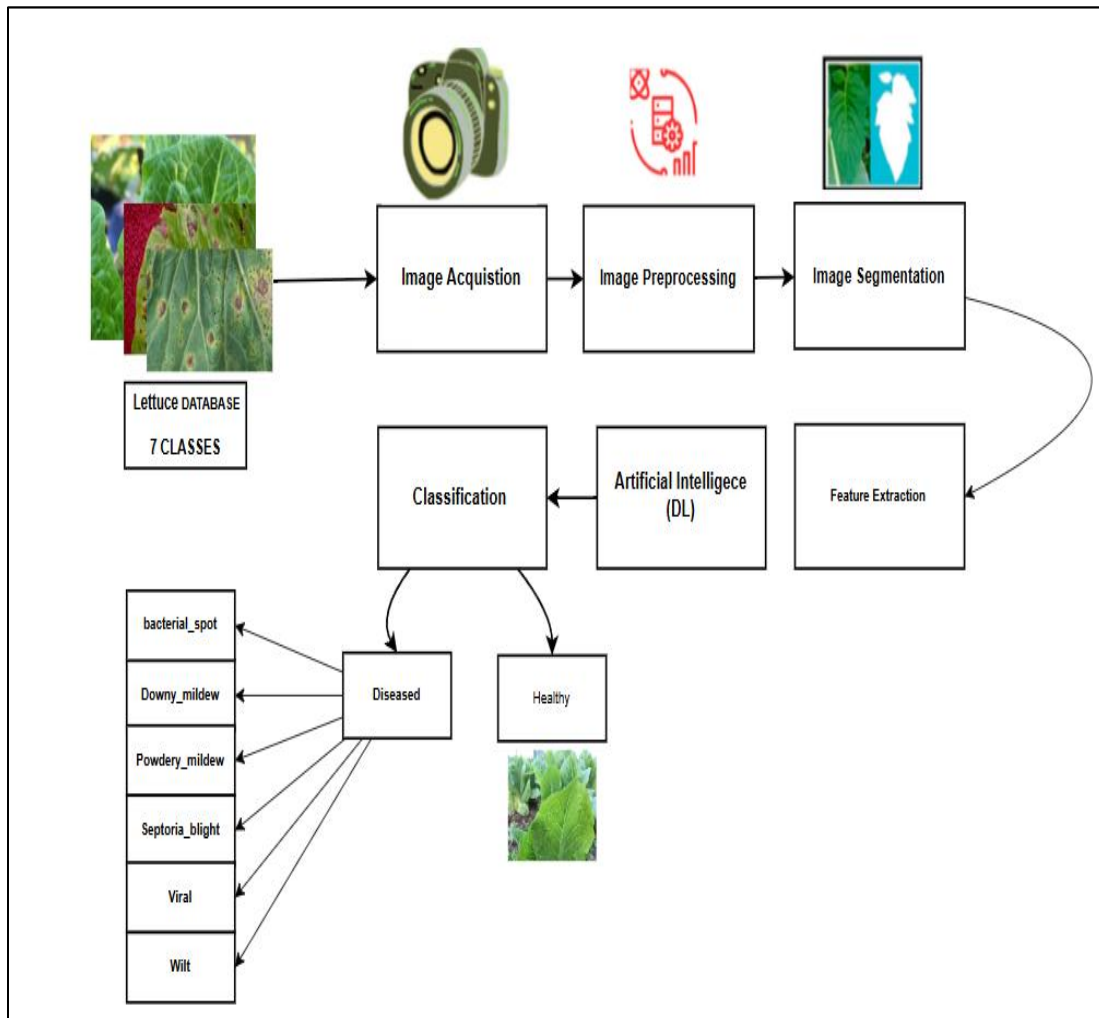 Image Acquistion
Image Preprocessing
Image Segmentation
Lettuce DATABASE
7 CLASSES
Classification
Artificial Intelligece
(DL)
Feature Extraction
bacterial_spot
Downy_mildew
Powdery_mildew
Septoria_blight
Viral
Wilt
Diseased
Healthy